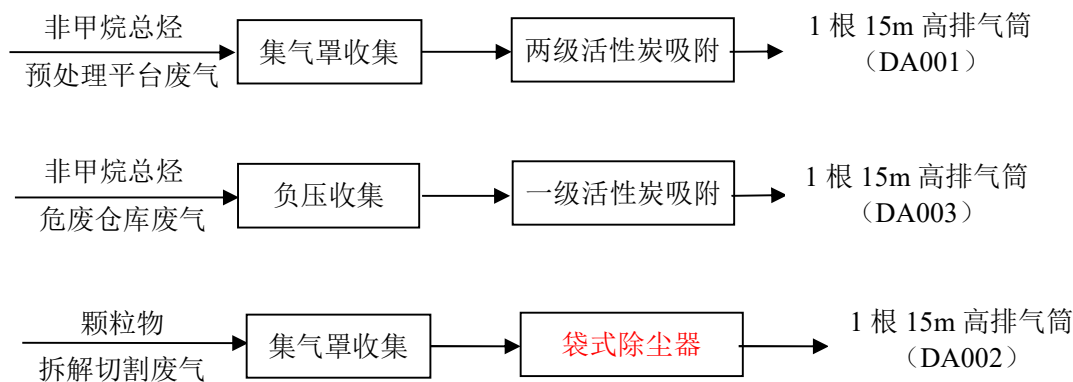 非甲烷总烃
预处理平台废气
集气罩收集
两级活性炭吸附
1 根 15m 高排气筒
（DA001）
非甲烷总烃
危废仓库废气
负压收集
一级活性炭吸附
1 根 15m 高排气筒
（DA003）
颗粒物
拆解切割废气
集气罩收集
袋式除尘器
1 根 15m 高排气筒
（DA002）